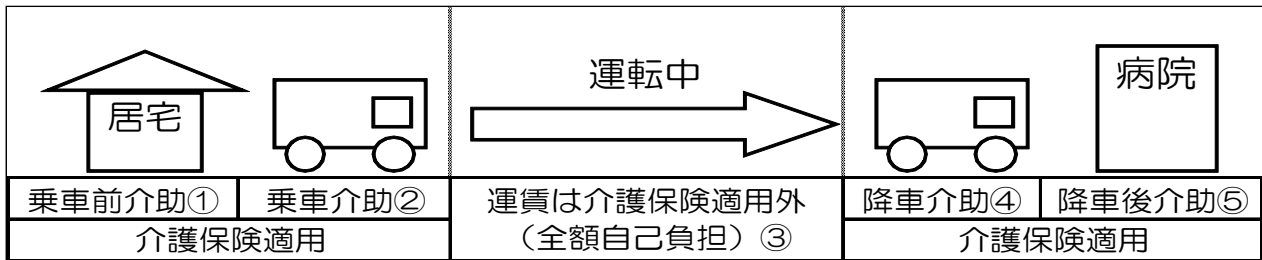 居宅
運転中
病院
乗車前介助①
乗車介助②
運賃は介護保険適用外
（全額自己負担）③
降車介助④
降車後介助⑤
介護保険適用
介護保険適用